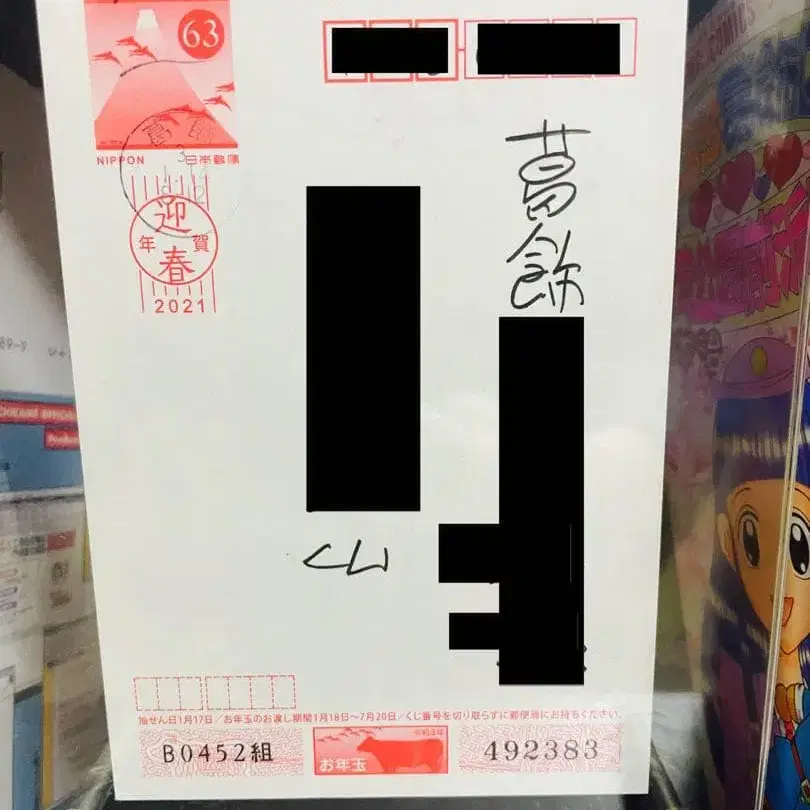 63
NIPPON 日本郵便
迎
年 賀
春
2021
葛飾
くん
抽せん日1月17日/お年玉のお渡し期間1月18日〜7月20日/くじ番号を切り取らずに郵便局にお持ちください。
B0452組
令和3年
お年玉
492383